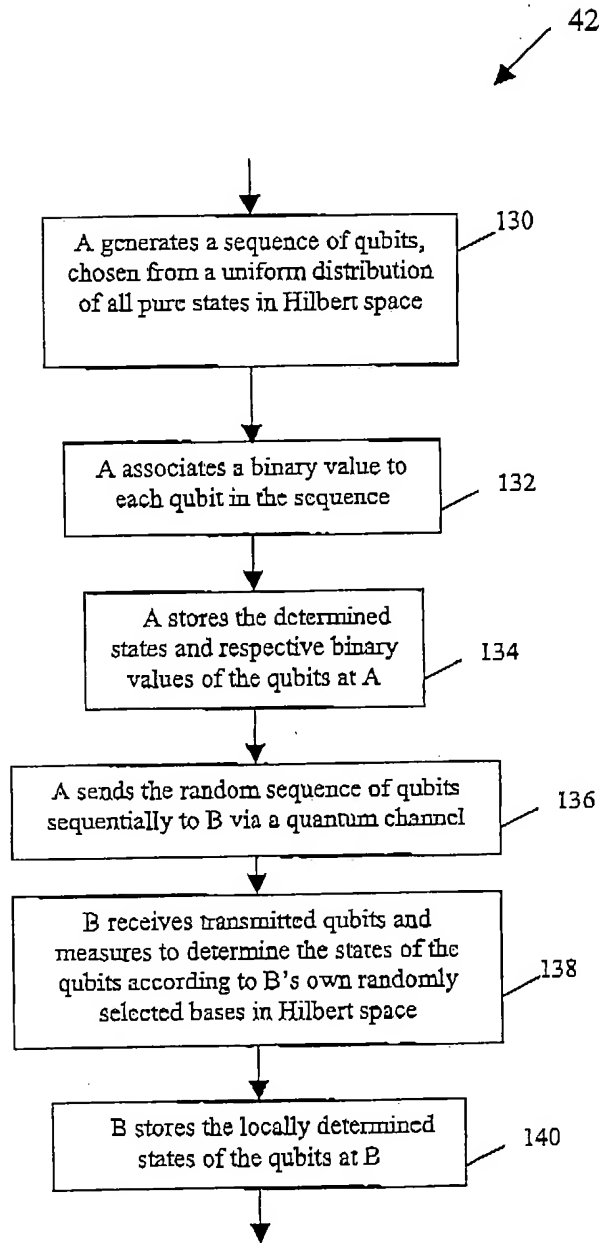 42
130
A generates a sequence of qubits,
chosen from a uniform distribution
of all pure states in Hilbert space
A associates a binary value to
each qubit in the sequence
132
A stores the determined
states and respective binary
values of the qubits at A
134
A sends the random sequence of qubits
sequentially to B via a quantum channel
136
B receives transmitted qubits and
measures to determine the states of the
qubits according to B's own randomly
selected bases in Hilbert space
138
B stores the locally determined
states of the qubits at B
140